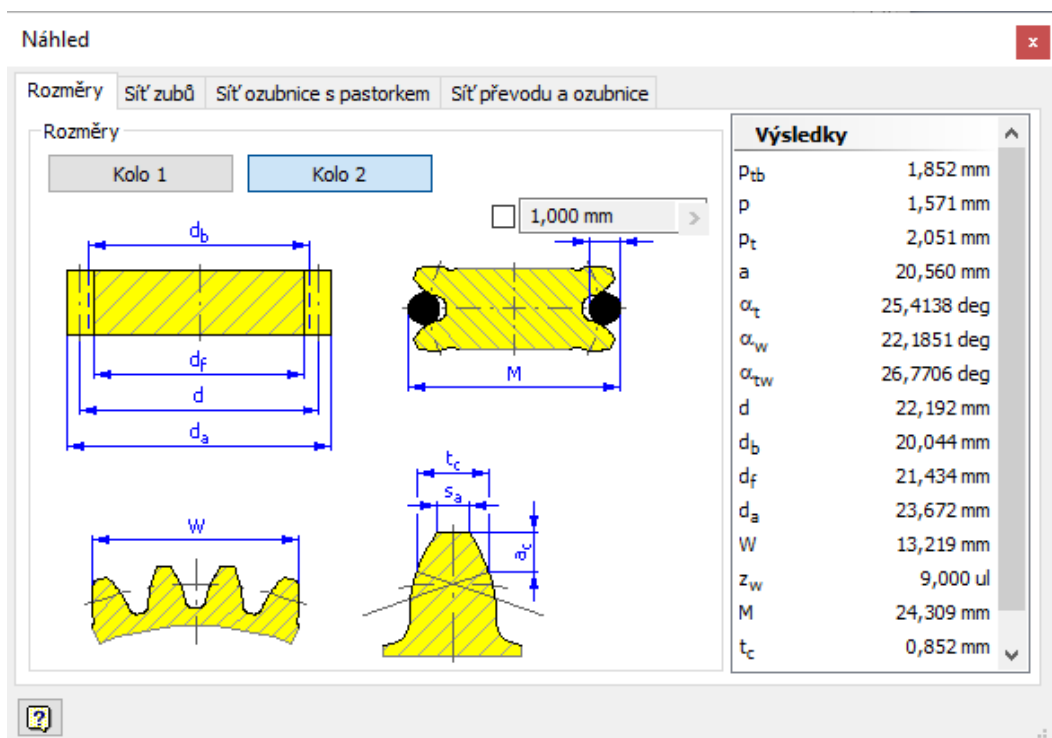 Náhled
x
Rozměry Síť zubů Síť ozubnice s pastorkem Síť převodu a ozubnice
Rozměry
Kolo 1 Kolo 2
1,000 mm >
d_b
d_f
d
d_a
M
W
t_c
s_a
a_c
Výsledky
p_tb 1,852 mm
p 1,571 mm
p_t 2,051 mm
a 20,560 mm
α_t 25,4138 deg
α_w 22,1851 deg
α_tw 26,7706 deg
d 22,192 mm
d_b 20,044 mm
d_f 21,434 mm
d_a 23,672 mm
W 13,219 mm
z_w 9,000 ul
M 24,309 mm
t_c 0,852 mm
?